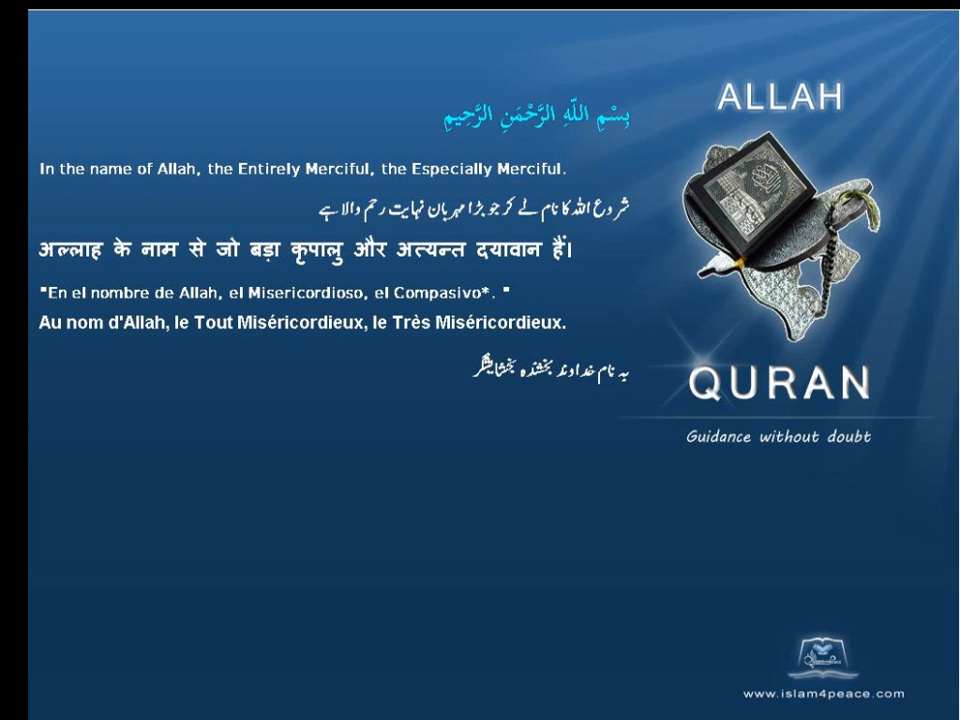 بِسْمِ اللّهِ الرَّحْمَنِ الرَّحِيمِ
In the name of Allah, the Entirely Merciful, the Especially Merciful.
شروع الله کا نام لے کر جو بڑا مہربان نہایت رحم والا ہے
अल्लाह के नाम से जो बड़ा कृपालु और अत्यन्त दयावान हैं।
"En el nombre de Allah, el Misericordioso, el Compasivo*. "
Au nom d'Allah, le Tout Miséricordieux, le Très Miséricordieux.
به نام خداوند بخشنده بخشایشگر
ALLAH
QURAN
Guidance without doubt
www.islam4peace.com